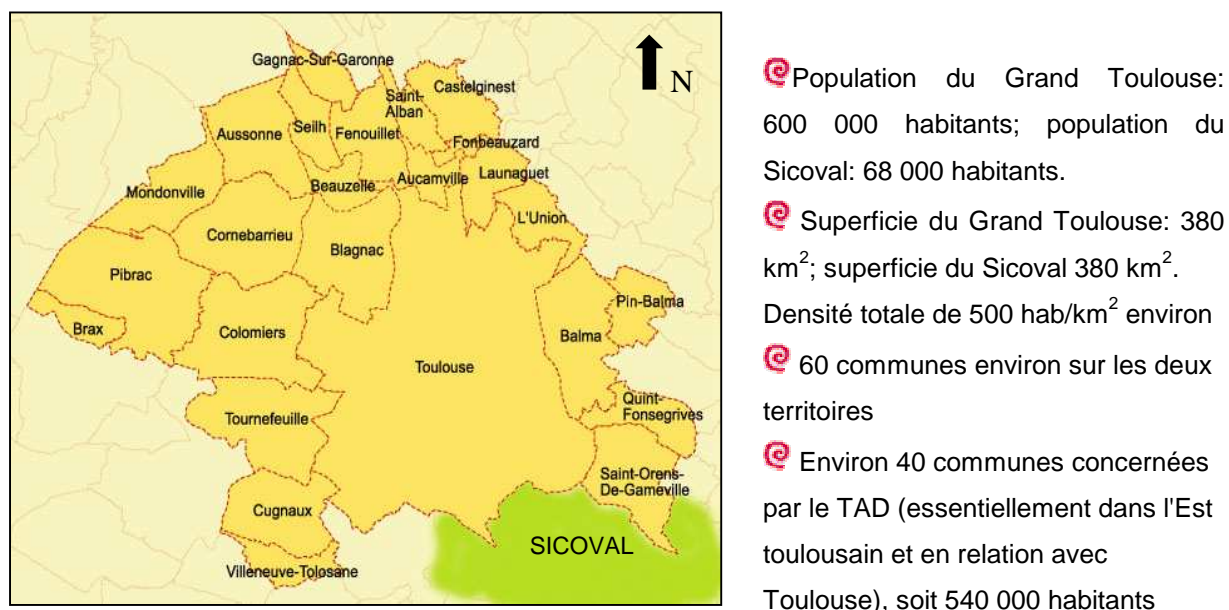 Gagnac-Sur-Garonne
N
Castelginest
Saint-
Alban
Aussonne
Seilh
Fenouillet
Fonbeauzard
Mondonville
Beauzelle
Aucamville
Launaguet
L'Union
Cornebarrieu
Blagnac
Pibrac
Pin-Balma
Brax
Colomiers
Balma
Toulouse
Tournefeuille
Quint-
Fonsegrives
Saint-Orens-
De-Gameville
Cugnaux
SICOVAL
Villeneuve-Tolosane
Population du Grand Toulouse:
600 000 habitants; population du
Sicoval: 68 000 habitants.
Superficie du Grand Toulouse: 380
km²; superficie du Sicoval 380 km².
Densité totale de 500 hab/km² environ
60 communes environ sur les deux
territoires
Environ 40 communes concernées
par le TAD (essentiellement dans l'Est
toulousain et en relation avec
Toulouse), soit 540 000 habitants